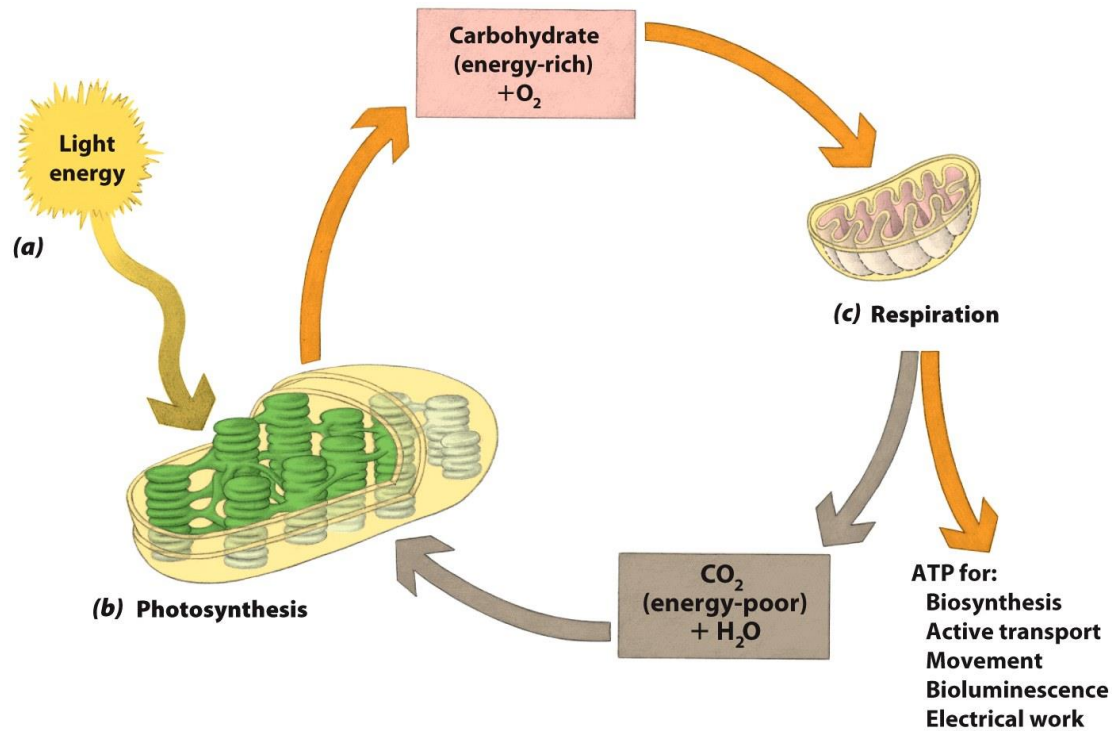 Carbohydrate
(energy-rich)
+O₂
Light
energy
(a)
(c) Respiration
(b) Photosynthesis
CO₂
(energy-poor)
+ H₂O
ATP for:
Biosynthesis
Active transport
Movement
Bioluminescence
Electrical work